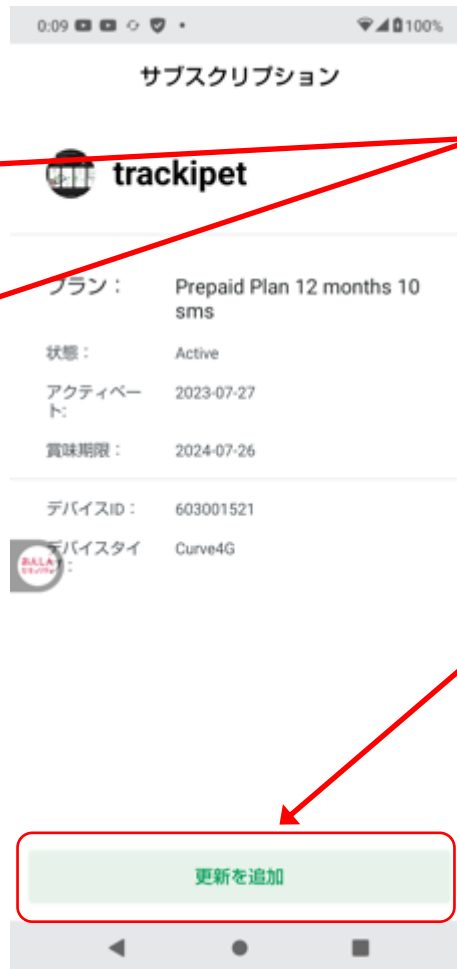 0:09
100%
サブスクリプション
trackipet
プラン：
Prepaid Plan 12 months 10
sms
状態：
Active
アクティベー
ト:
2023-07-27
賞味期限：
2024-07-26
デバイスID：
603001521
デバイスタイ
：
Curve4G
更新を追加